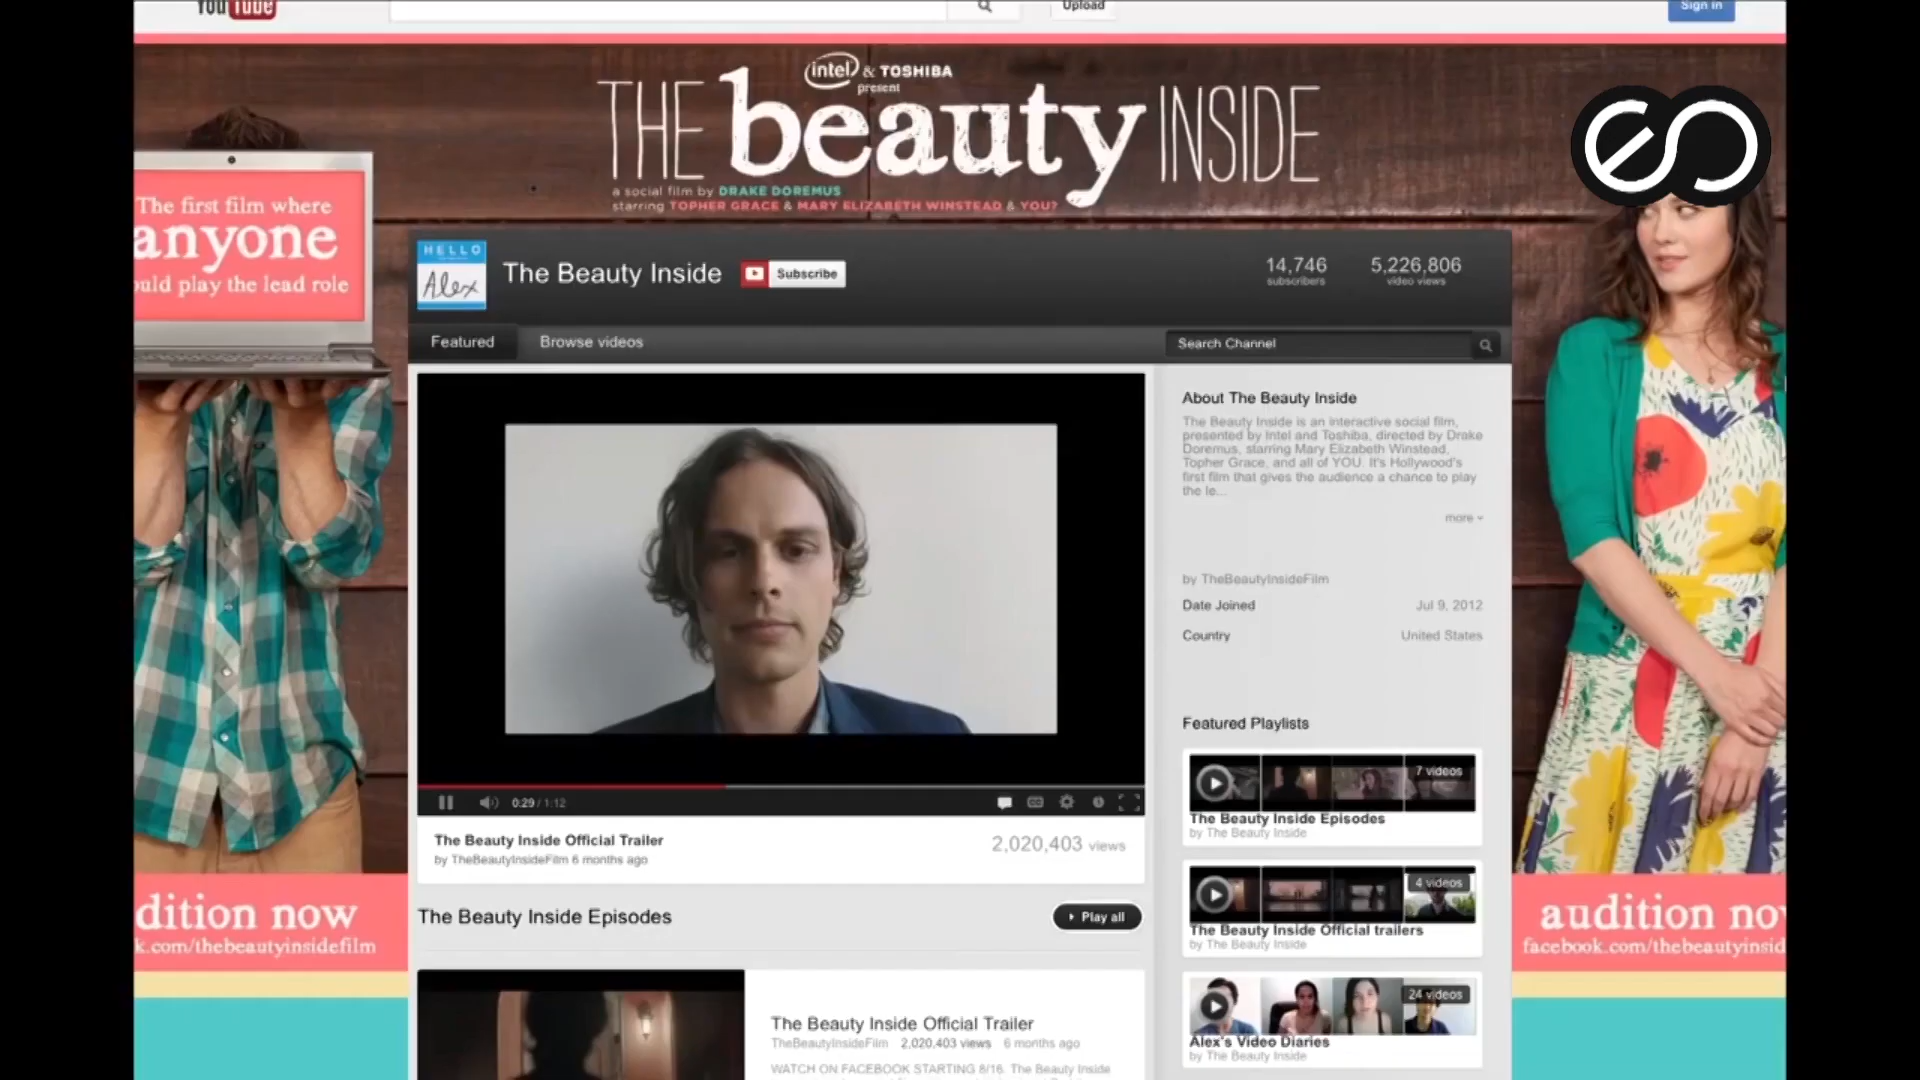 YouTube
Upload
Sign In
intel & TOSHIBA
present
THE beauty INSIDE
a social film by DRAKE DOREMUS
starring TOPHER GRACE & MARY ELIZABETH WINSTEAD & YOU?
The first film where
anyone
ould play the lead role
HELLO
Alex
The Beauty Inside
Subscribe
14,746
subscribers
5,226,806
video views
Featured
Browse videos
Search Channel
About The Beauty Inside
The Beauty Inside is an interactive social film,
presented by Intel and Toshiba, directed by Drake
Doremus, starring Mary Elizabeth Winstead,
Topher Grace, and all of YOU. It's Hollywood's
first film that gives the audience a chance to play
the le...
more
by TheBeautyInsideFilm
Date Joined Jul 9, 2012
Country United States
Featured Playlists
7 videos
The Beauty Inside Episodes
by The Beauty Inside
4 videos
The Beauty Inside Official trailers
by The Beauty Inside
24 videos
Alex's Video Diaries
by The Beauty Inside
0:29 / 1:12
The Beauty Inside Official Trailer
by TheBeautyInsideFilm 6 months ago
2,020,403 views
The Beauty Inside Episodes
Play all
The Beauty Inside Official Trailer
TheBeautyInsideFilm 2,020,403 views 6 months ago
WATCH ON FACEBOOK STARTING 8/16. The Beauty Inside
dition now
k.com/thebeautyinsidefilm
audition now
facebook.com/thebeautyinsid